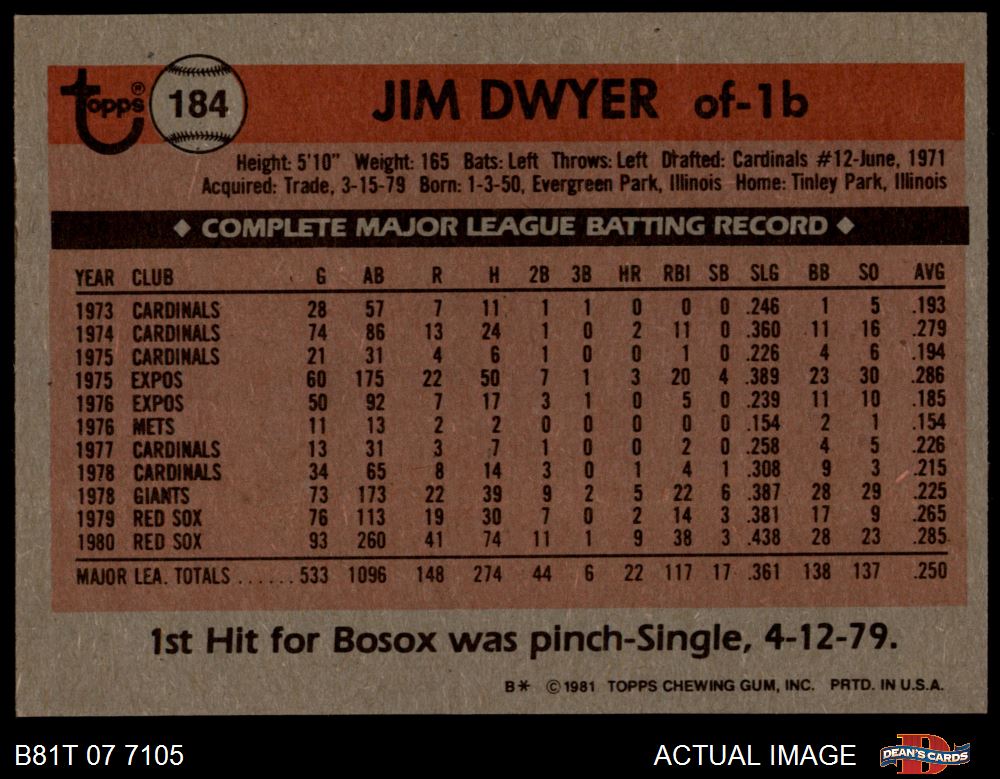 Topps® 184 JIM DWYER of-1b
Height: 5'10" Weight: 165 Bats: Left Throws: Left Drafted: Cardinals #12-June, 1971
Acquired: Trade, 3-15-79 Born: 1-3-50, Evergreen Park, Illinois Home: Tinley Park, Illinois
◆ COMPLETE MAJOR LEAGUE BATTING RECORD ◆
YEAR CLUB G AB R H 2B 3B HR RBI SB SLG BB SO AVG
1973 CARDINALS 28 57 7 11 1 1 0 0 0 .246 1 5 .193
1974 CARDINALS 74 86 13 24 1 0 2 11 0 .360 11 16 .279
1975 CARDINALS 21 31 4 6 1 0 0 1 0 .226 4 6 .194
1975 EXPOS 60 175 22 50 7 1 3 20 4 .389 23 30 .286
1976 EXPOS 50 92 7 17 3 1 0 5 0 .239 11 10 .185
1976 METS 11 13 2 2 0 0 0 0 0 .154 2 1 .154
1977 CARDINALS 13 31 3 7 1 0 0 2 0 .258 4 5 .226
1978 CARDINALS 34 65 8 14 3 0 1 4 1 .308 9 3 .215
1978 GIANTS 73 173 22 39 9 2 5 22 6 .387 28 29 .225
1979 RED SOX 76 113 19 30 7 0 2 14 3 .381 17 9 .265
1980 RED SOX 93 260 41 74 11 1 9 38 3 .438 28 23 .285
MAJOR LEA. TOTALS ...... 533 1096 148 274 44 6 22 117 17 .361 138 137 .250
1st Hit for Bosox was pinch-Single, 4-12-79.
B* ©1981 TOPPS CHEWING GUM, INC. PRTD. IN U.S.A.
B81T 07 7105 ACTUAL IMAGE DEAN'S CARDS